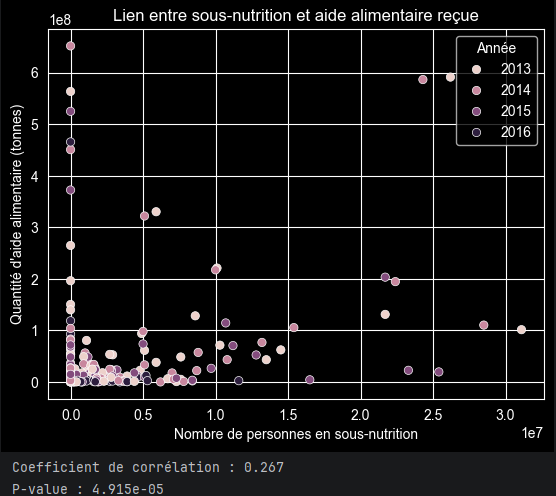 Lien entre sous-nutrition et aide alimentaire reçue
1e8
Année
2013
2014
2015
2016
6
5
4
3
2
1
0
Quantité d'aide alimentaire (tonnes)
0.0 0.5 1.0 1.5 2.0 2.5 3.0
1e7
Nombre de personnes en sous-nutrition
Coefficient de corrélation : 0.267
P-value : 4.915e-05